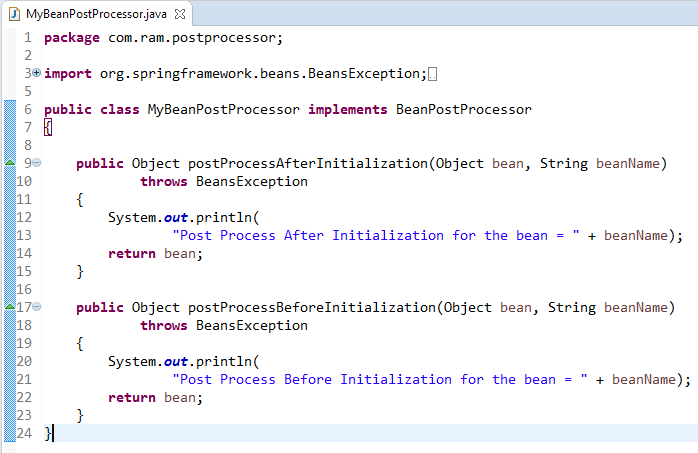 MyBeanPostProcessor.java
1 package com.ram.postprocessor;
2
3 import org.springframework.beans.BeansException;
5
6 public class MyBeanPostProcessor implements BeanPostProcessor
7 {
8
9     public Object postProcessAfterInitialization(Object bean, String beanName)
10             throws BeansException
11     {
12         System.out.println(
13                 "Post Process After Initialization for the bean = " + beanName);
14         return bean;
15     }
16
17     public Object postProcessBeforeInitialization(Object bean, String beanName)
18             throws BeansException
19     {
20         System.out.println(
21                 "Post Process Before Initialization for the bean = " + beanName);
22         return bean;
23     }
24 }